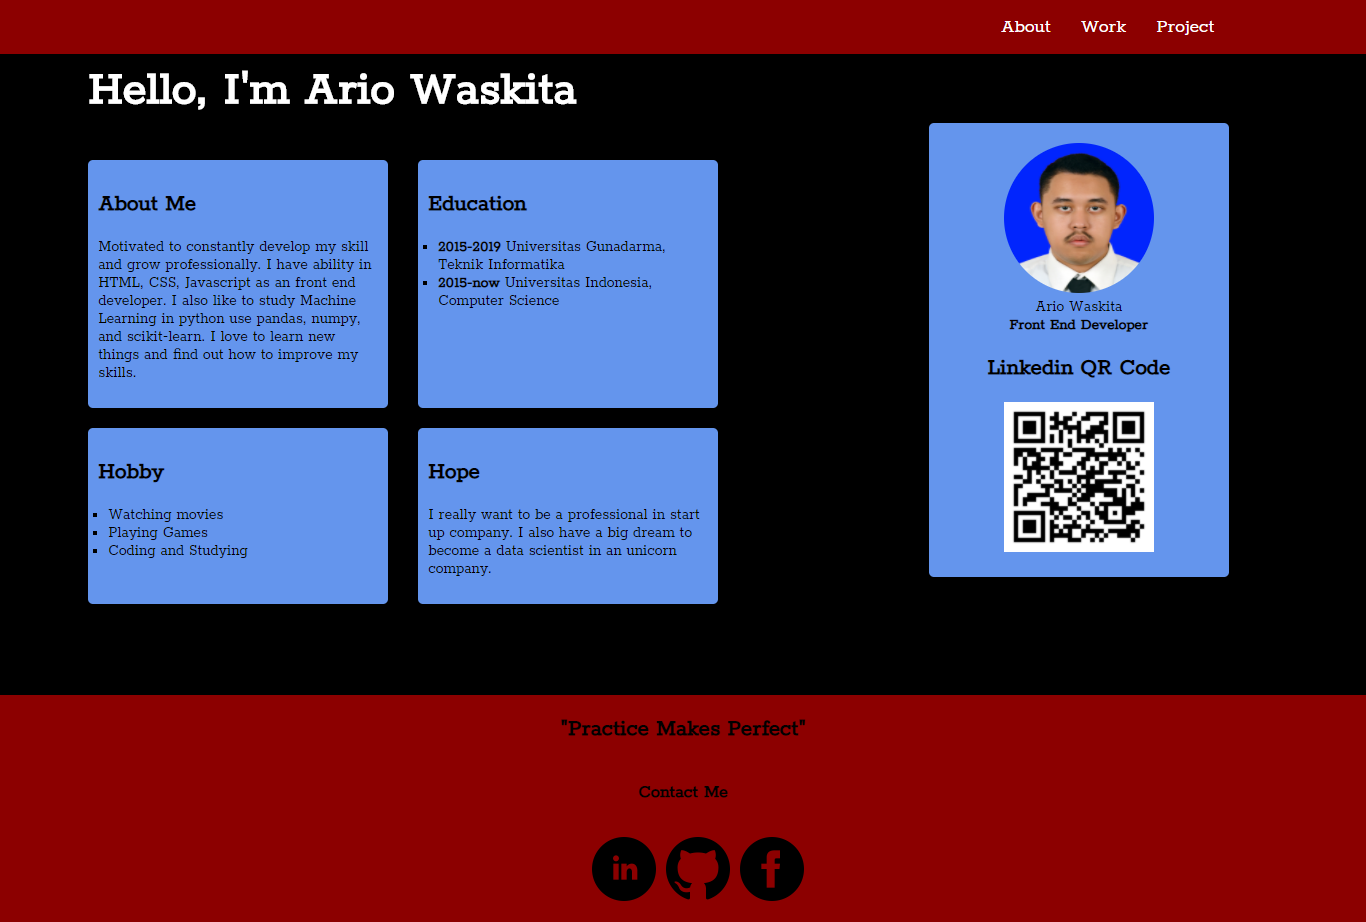 About Work Project
Hello, I'm Ario Waskita
About Me
Motivated to constantly develop my skill
and grow professionally. I have ability in
HTML, CSS, Javascript as an front end
developer. I also like to study Machine
Learning in python use pandas, numpy,
and scikit-learn. I love to learn new
things and find out how to improve my
skills.
Education
2015-2019 Universitas Gunadarma,
Teknik Informatika
2015-now Universitas Indonesia,
Computer Science
Hobby
Watching movies
Playing Games
Coding and Studying
Hope
I really want to be a professional in start
up company. I also have a big dream to
become a data scientist in an unicorn
company.
Ario Waskita
Front End Developer
Linkedin QR Code
"Practice Makes Perfect"
Contact Me
in
f